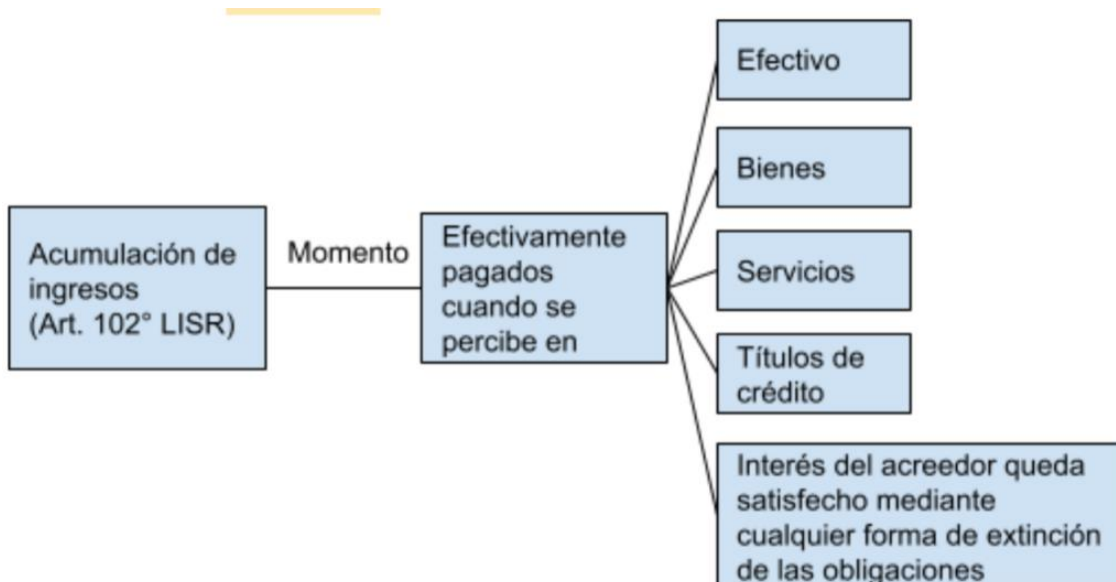 Acumulación de
ingresos
(Art. 102° LISR)
Momento
Efectivamente
pagados
cuando se
percibe en
Efectivo
Bienes
Servicios
Títulos de
crédito
Interés del acreedor queda
satisfecho mediante
cualquier forma de extinción
de las obligaciones